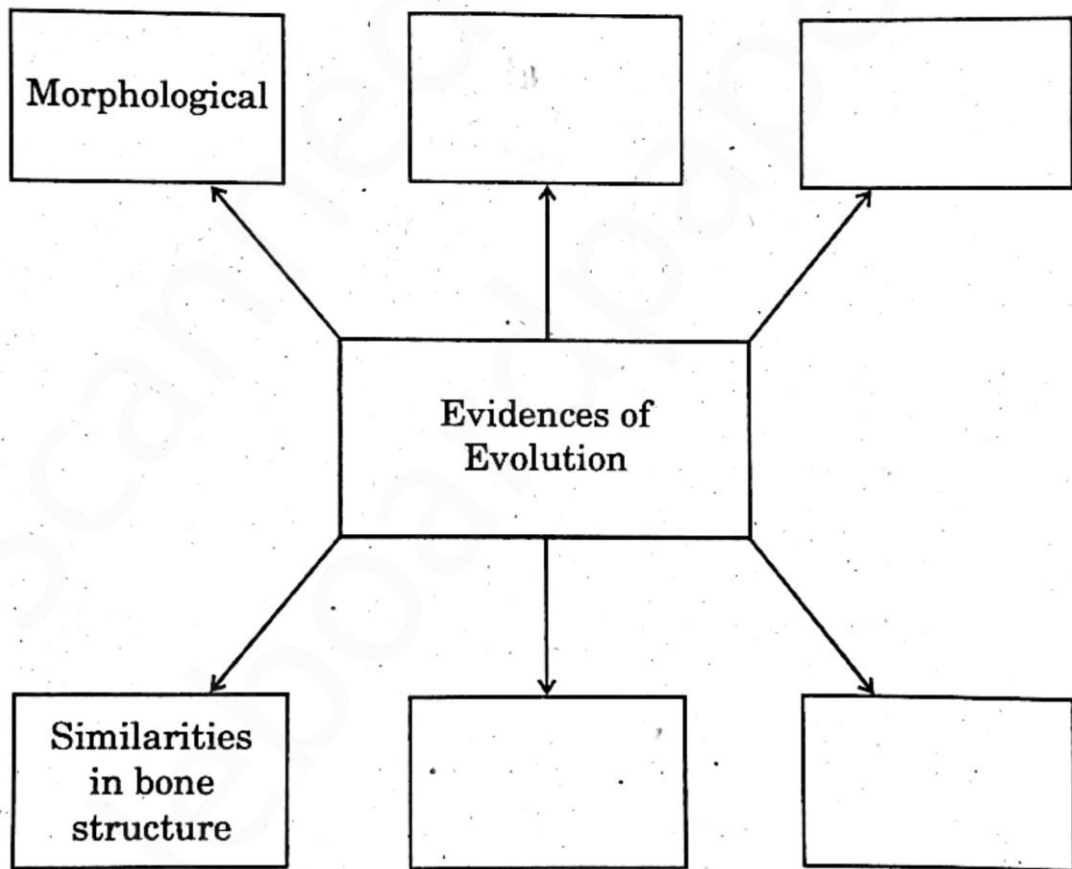 Morphological
Evidences of
Evolution
Similarities
in bone
structure